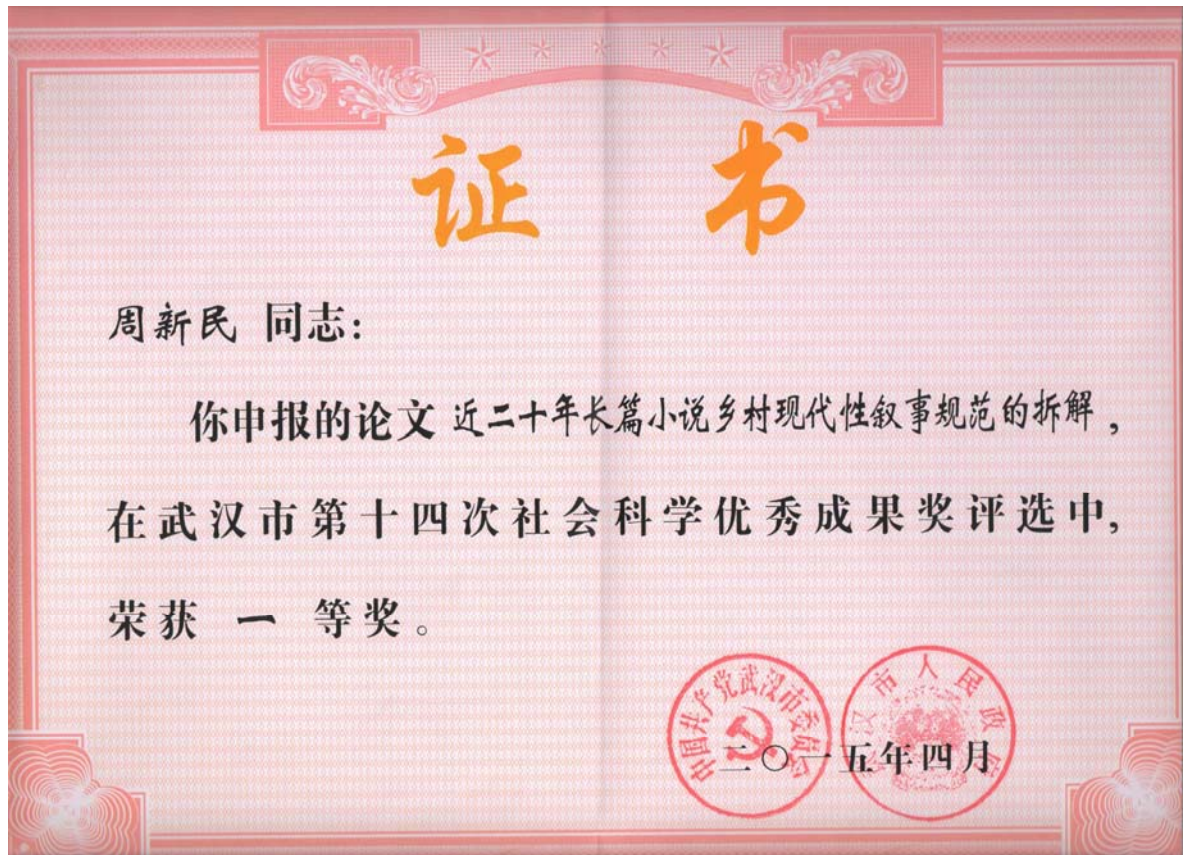 证 书
周新民 同志：
你申报的论文 近二十年长篇小说乡村现代性叙事规范的拆解，
在武汉市第十四次社会科学优秀成果奖评选中，
荣获 一 等奖。
中国共产党武汉市委员会
武汉市人民政府
二〇一五年四月